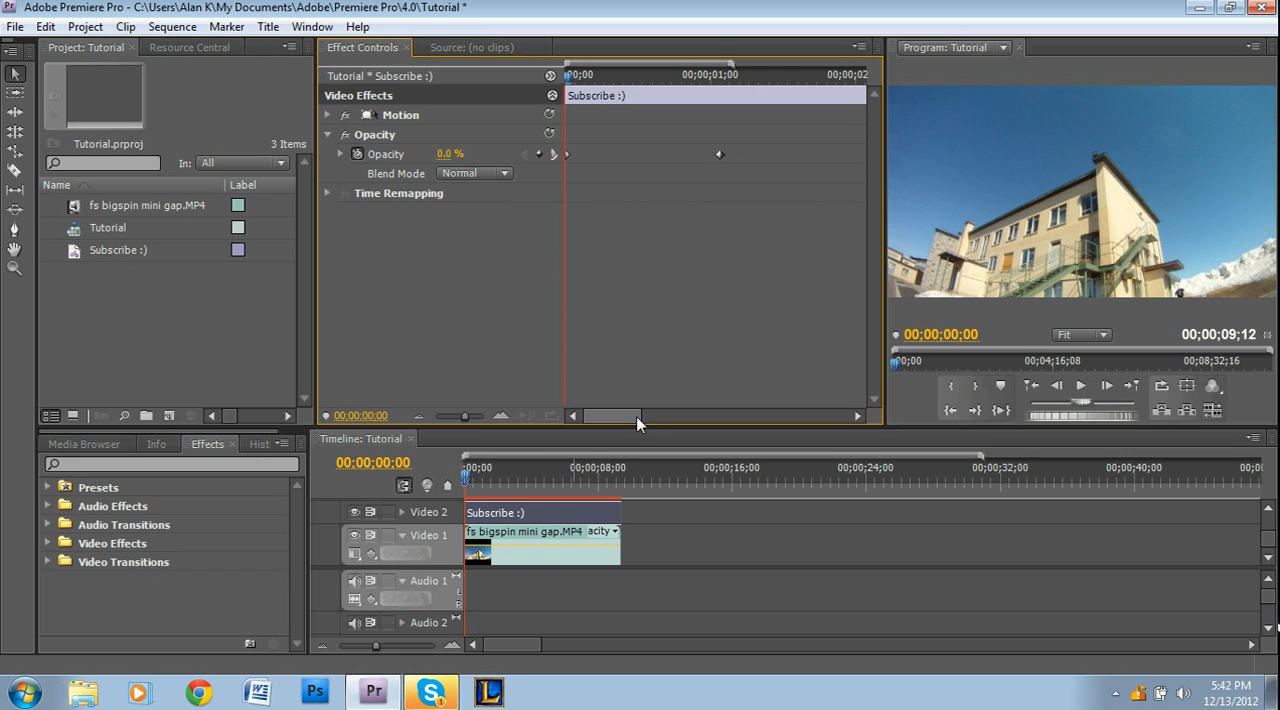 Adobe Premiere Pro - C:\Users\Alan K\My Documents\Adobe\Premiere Pro\4.0\Tutorial *
File Edit Project Clip Sequence Marker Title Window Help
Project: Tutorial × Resource Central
Tutorial.prproj 3 Items
In: All
Name Label
fs bigspin mini gap.MP4
Tutorial
Subscribe :)
Effect Controls × Source: (no clips)
Tutorial * Subscribe :)
00;00 00;00;01;00 00;00;02
Video Effects
Subscribe :)
fx Motion
fx Opacity
Opacity 0.0 %
Blend Mode Normal
Time Remapping
00;00;00;00
Program: Tutorial ×
00;00;00;00 Fit 00;00;09;12
00;00 00;04;16;08 00;08;32;16
Media Browser Info Effects × Hist
Presets
Audio Effects
Audio Transitions
Video Effects
Video Transitions
Timeline: Tutorial ×
00;00;00;00
00;00 00;00;08;00 00;00;16;00 00;00;24;00 00;00;32;00 00;00;40;00 00;
Video 2 Subscribe :)
Video 1 fs bigspin mini gap.MP4 acity
Audio 1
L
R
Audio 2
W Ps Pr S 1 L
5:42 PM
12/13/2012